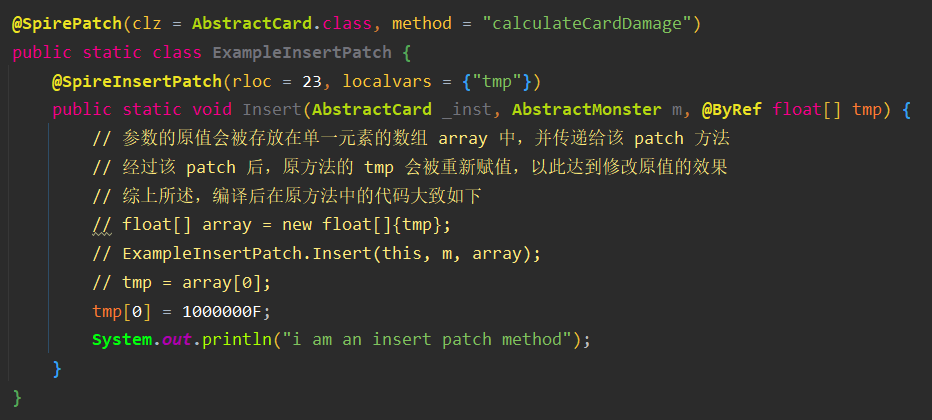 @SpirePatch(clz = AbstractCard.class, method = "calculateCardDamage")
public static class ExampleInsertPatch {
    @SpireInsertPatch(rloc = 23, localvars = {"tmp"})
    public static void Insert(AbstractCard _inst, AbstractMonster m, @ByRef float[] tmp) {
        // 参数的原值会被存放在单一元素的数组 array 中，并传递给该 patch 方法
        // 经过该 patch 后，原方法的 tmp 会被重新赋值，以此达到修改原值的效果
        // 综上所述，编译后在原方法中的代码大致如下
        // float[] array = new float[]{tmp};
        // ExampleInsertPatch.Insert(this, m, array);
        // tmp = array[0];
        tmp[0] = 1000000F;
        System.out.println("i am an insert patch method");
    }
}